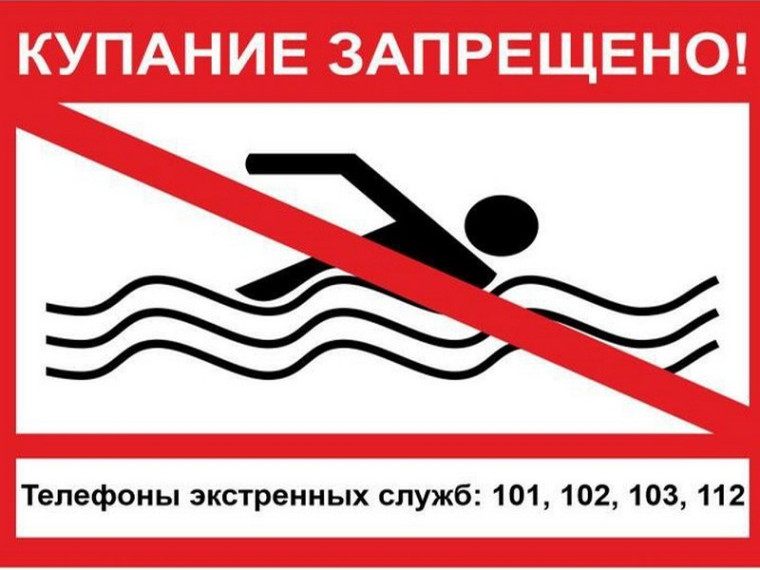 КУПАНИЕ ЗАПРЕЩЕНО!
Телефоны экстренных служб: 101, 102, 103, 112